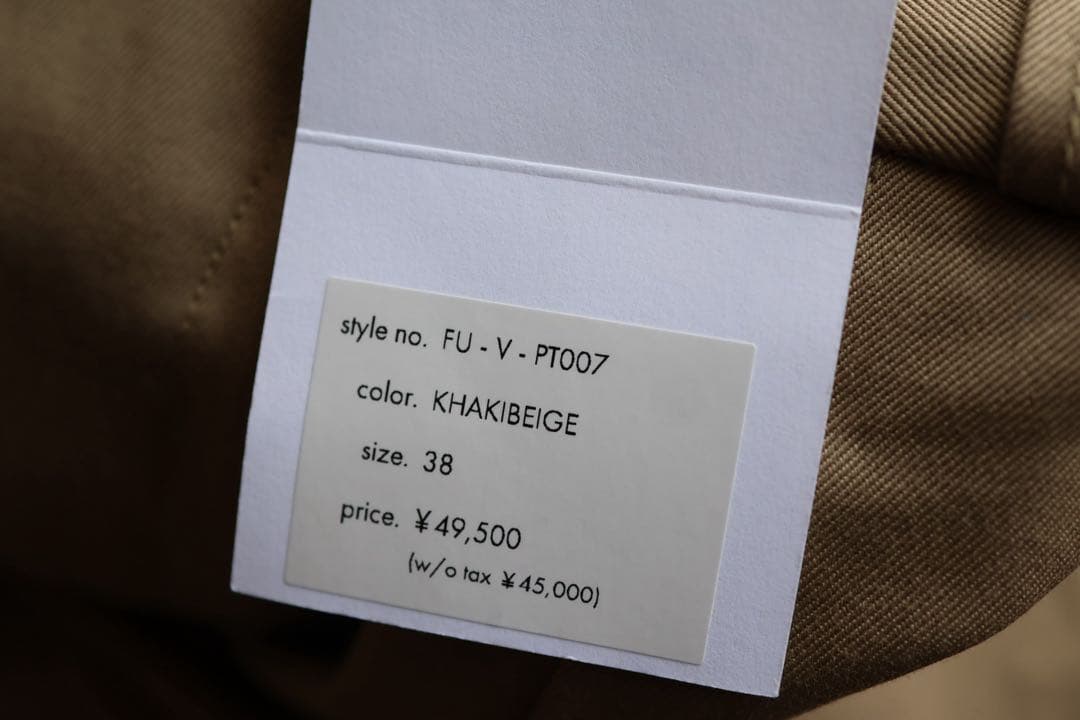 style no. FU - V - PT007
color. KHAKIBEIGE
size. 38
price. ¥49,500
(w/o tax ¥45,000)